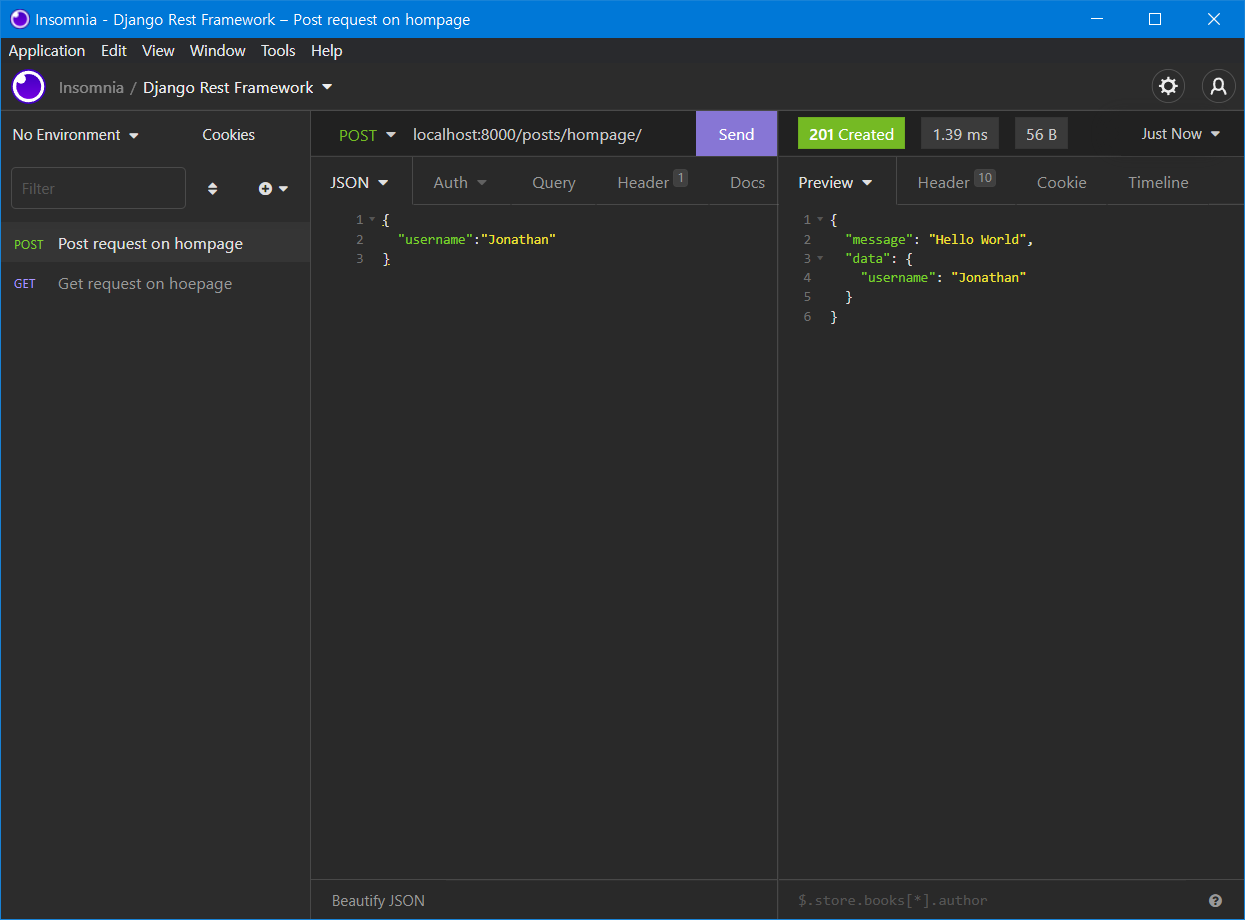 Insomnia - Django Rest Framework – Post request on hompage
Application Edit View Window Tools Help
Insomnia / Django Rest Framework
No Environment Cookies
Filter
POST Post request on hompage
GET Get request on hoepage
POST localhost:8000/posts/hompage/ Send
JSON Auth Query Header 1 Docs
1 {
2 "username":"Jonathan"
3 }
Beautify JSON
201 Created 1.39 ms 56 B Just Now
Preview Header 10 Cookie Timeline
1 {
2 "message": "Hello World",
3 "data": {
4 "username": "Jonathan"
5 }
6 }
$.store.books[*].author ?